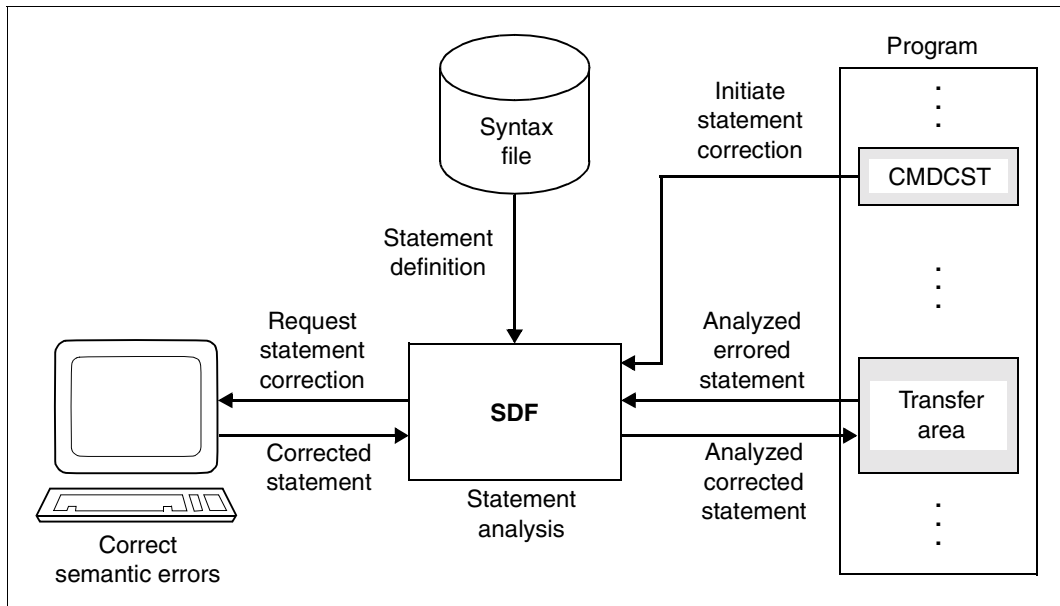 Program
Initiate
statement
correction
CMDCST
Syntax
file
Statement
definition
Request
statement
correction
Analyzed
errored
statement
SDF
Transfer
area
Corrected
statement
Analyzed
corrected
statement
Statement
analysis
Correct
semantic errors